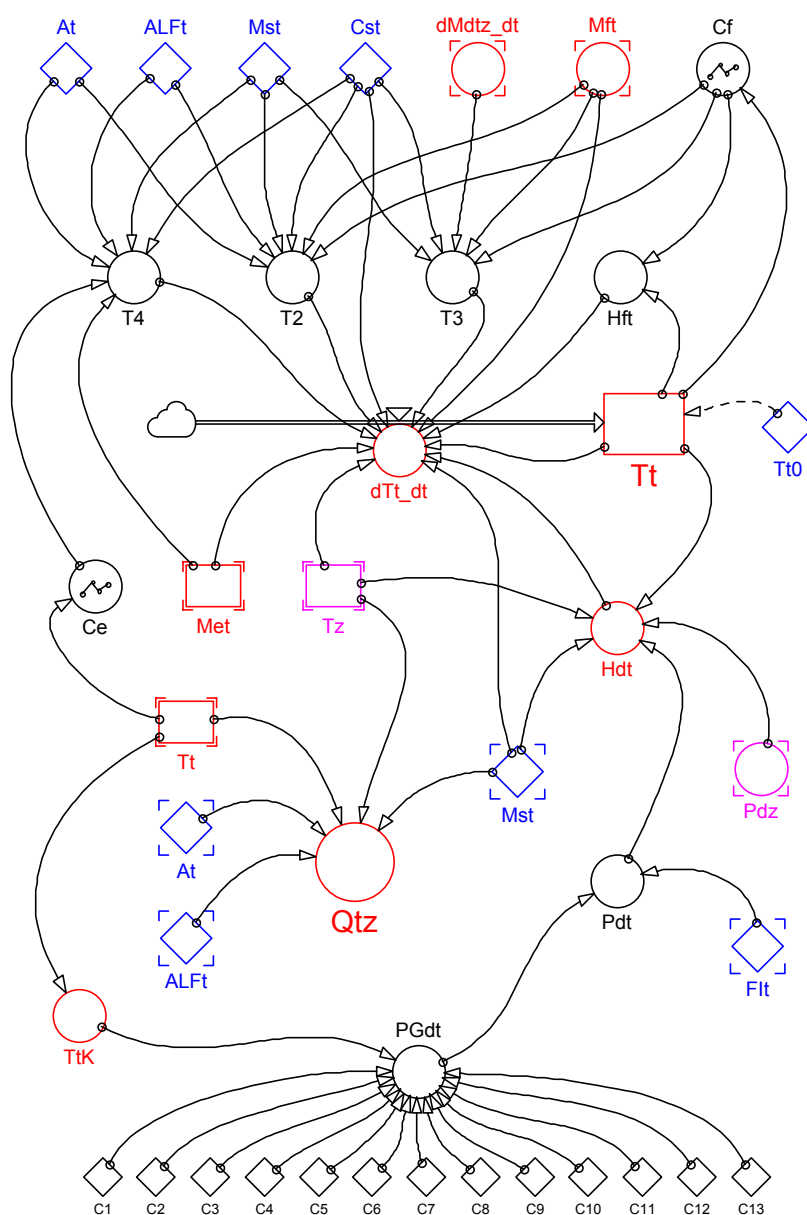 At ALFt Mst Cst dMdtz_dt Mft Cf
T4 T2 T3 Hft
Tt
Tt0
dTt_dt
Ce Met Tz
Hdt
Tt
Mst Pdz
At
Qtz
Pdt
ALFt FIt
PGdt
TtK
C1 C2 C3 C4 C5 C6 C7 C8 C9 C10 C11 C12 C13